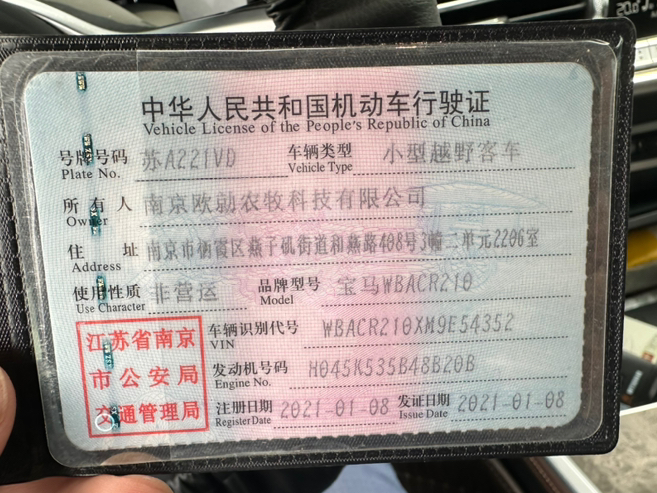 中华人民共和国机动车行驶证
Vehicle License of the People's Republic of China
号牌号码 苏A221VD 车辆类型 小型越野客车
Plate No. Vehicle Type
所有人 南京欧勍农牧科技有限公司
Owner
住址 南京市栖霞区燕子矶街道和燕路408号3幢二单元2206室
Address
使用性质 非营运 品牌型号 宝马WBACR210
Use Character Model
江苏省南京市公安局交通管理局
车辆识别代号 WBACR210XM9E54352
VIN
发动机号码 H045K535B48B20B
Engine No.
注册日期 2021-01-08 发证日期 2021-01-08
Register Date Issue Date